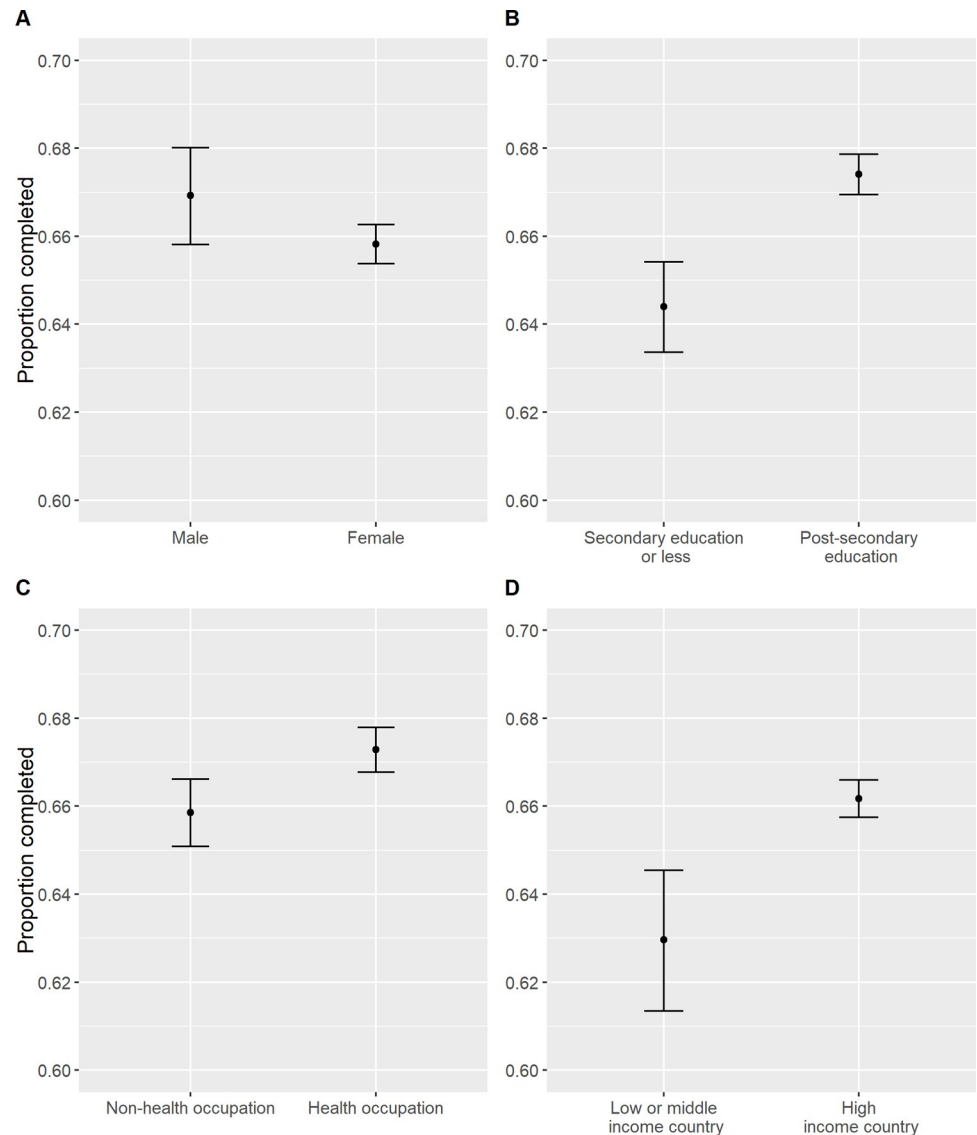 A
Proportion completed
0.70
0.68
0.66
0.64
0.62
0.60
Male
Female
B
0.70
0.68
0.66
0.64
0.62
0.60
Secondary education
or less
Post-secondary
education
C
Proportion completed
0.70
0.68
0.66
0.64
0.62
0.60
Non-health occupation
Health occupation
D
0.70
0.68
0.66
0.64
0.62
0.60
Low or middle
income country
High
income country